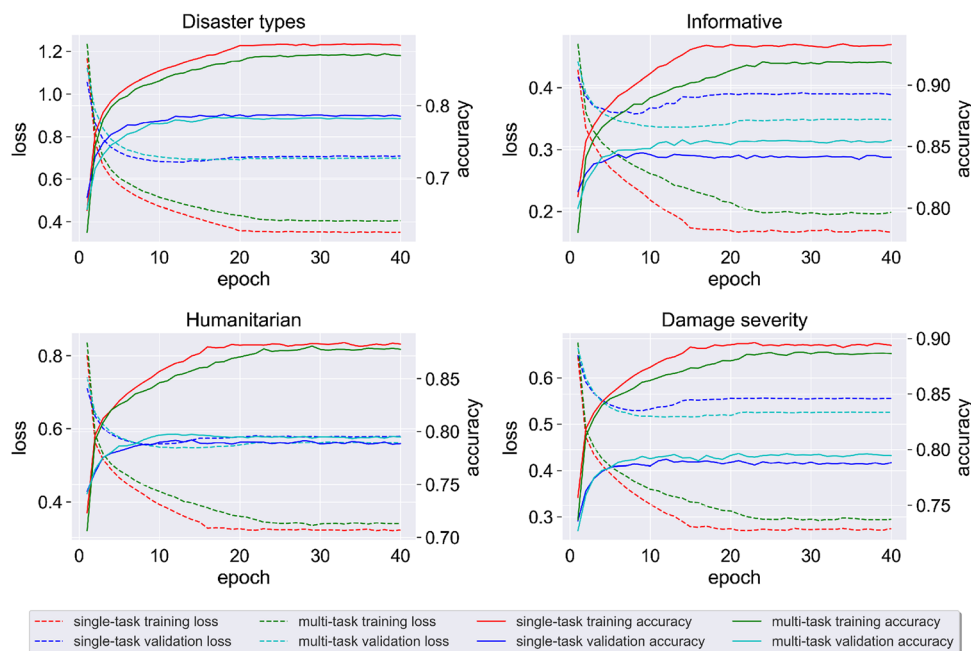 Disaster types
Informative
1.2
1.0
0.8
0.6
0.4
loss
0.8
0.7
accuracy
0 10 20 30 40
epoch
0.4
0.3
0.2
loss
0.90
0.85
0.80
accuracy
0 10 20 30 40
epoch
Humanitarian
Damage severity
0.8
0.6
0.4
loss
0.85
0.80
0.75
0.70
accuracy
0 10 20 30 40
epoch
0.6
0.5
0.4
0.3
loss
0.90
0.85
0.80
0.75
accuracy
0 10 20 30 40
epoch
single-task training loss multi-task training loss single-task training accuracy multi-task training accuracy
single-task validation loss multi-task validation loss single-task validation accuracy multi-task validation accuracy